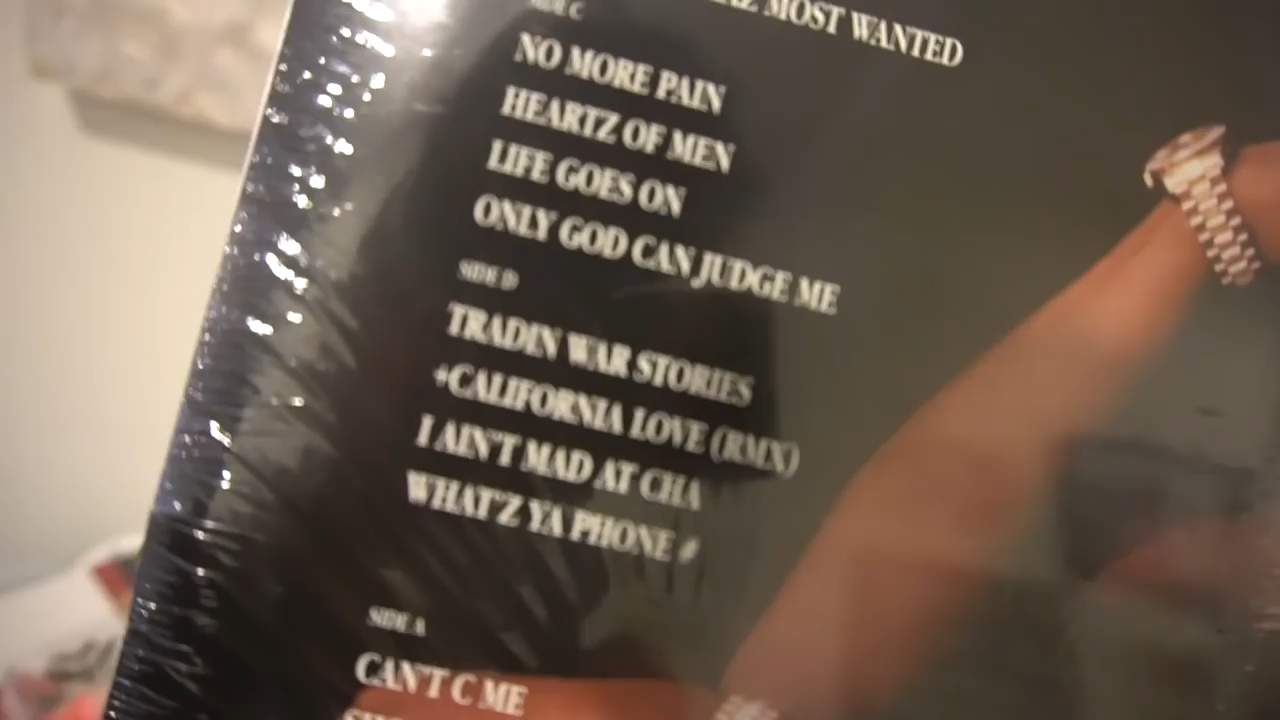 MOST WANTED
SIDE C
NO MORE PAIN
HEARTZ OF MEN
LIFE GOES ON
ONLY GOD CAN JUDGE ME
SIDE D
TRADIN WAR STORIES
+CALIFORNIA LOVE (RMX)
I AIN'T MAD AT CHA
WHAT'Z YA PHONE #
SIDE A
CAN'T C ME